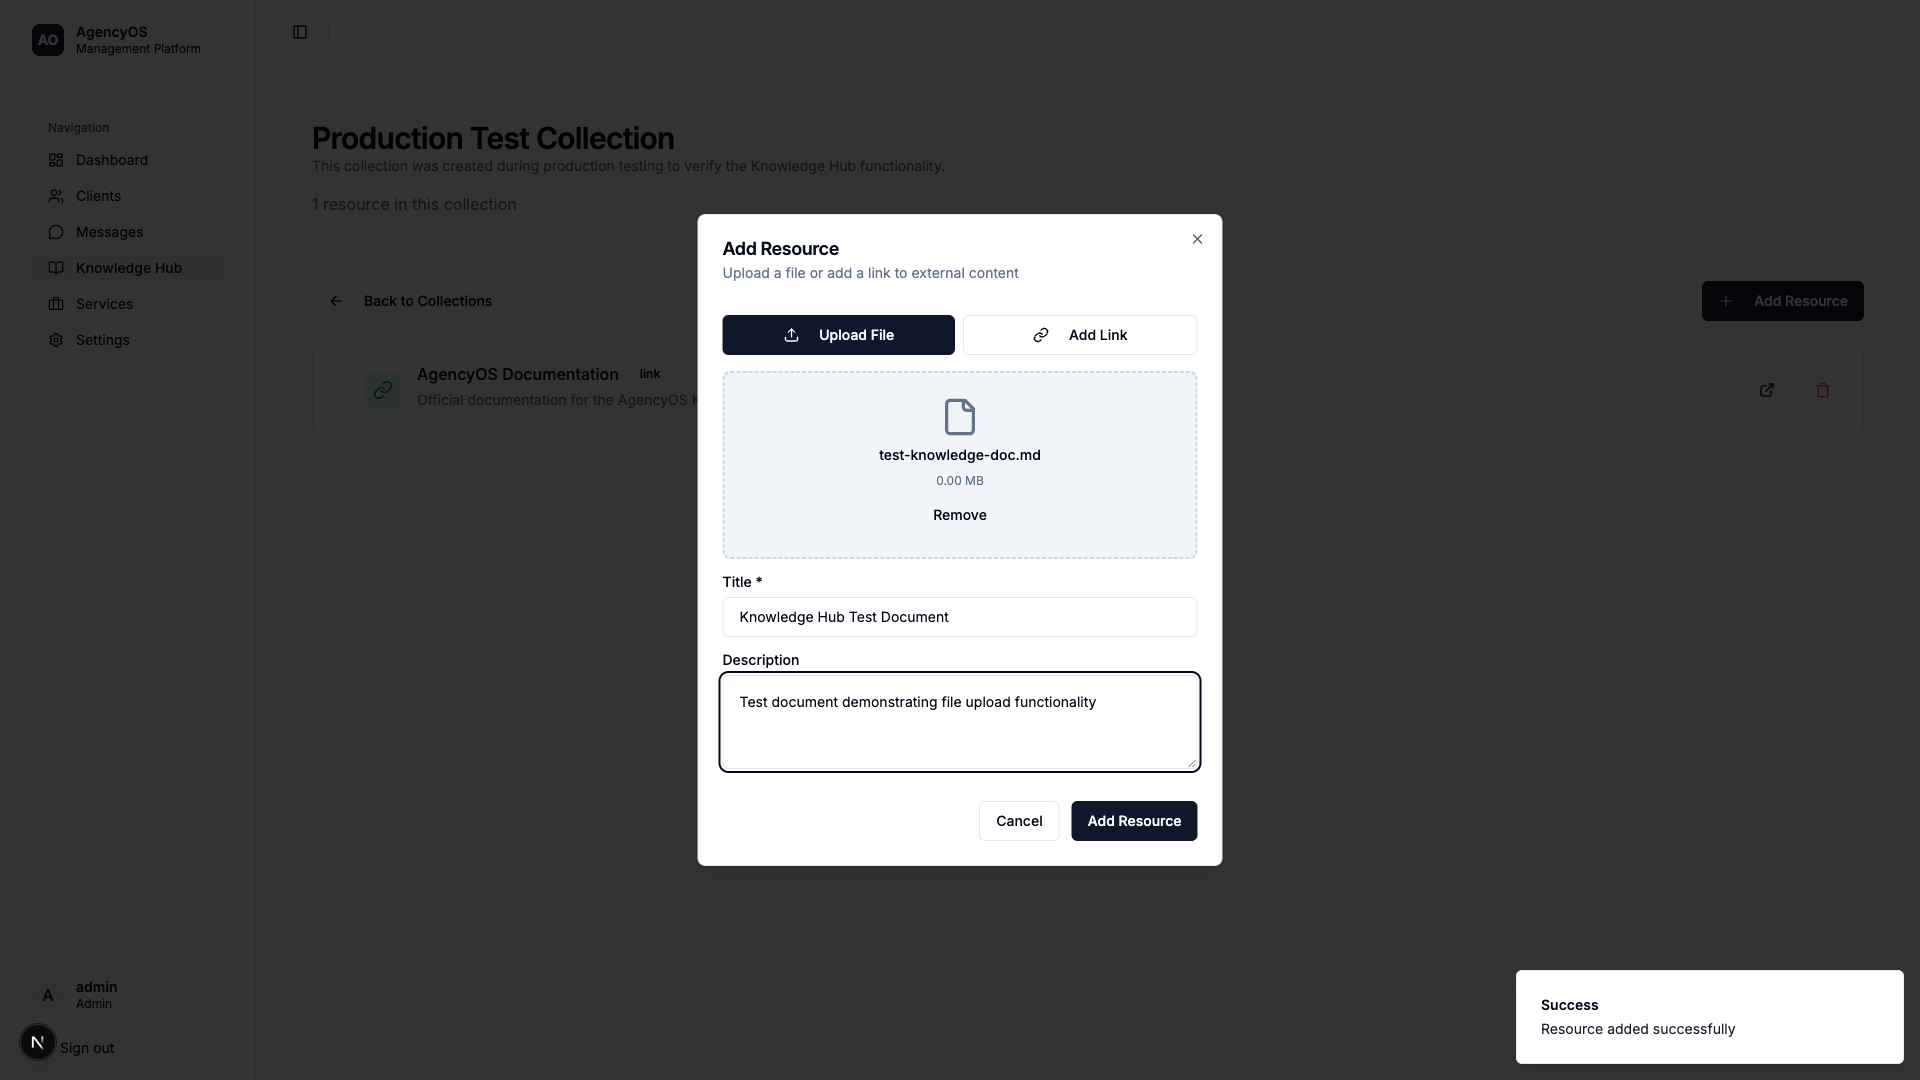 AO
AgencyOS
Management Platform
Navigation
Dashboard
Clients
Messages
Knowledge Hub
Services
Settings
admin
A
Admin
N
Sign out
Production Test Collection
This collection was created during production testing to verify the Knowledge Hub functionality.
1 resource in this collection
Back to Collections
Add Resource
AgencyOS Documentation link
Official documentation for the AgencyOS
Add Resource
Upload a file or add a link to external content
Upload File
Add Link
test-knowledge-doc.md
0.00 MB
Remove
Title *
Knowledge Hub Test Document
Description
Test document demonstrating file upload functionality
Cancel
Add Resource
Success
Resource added successfully